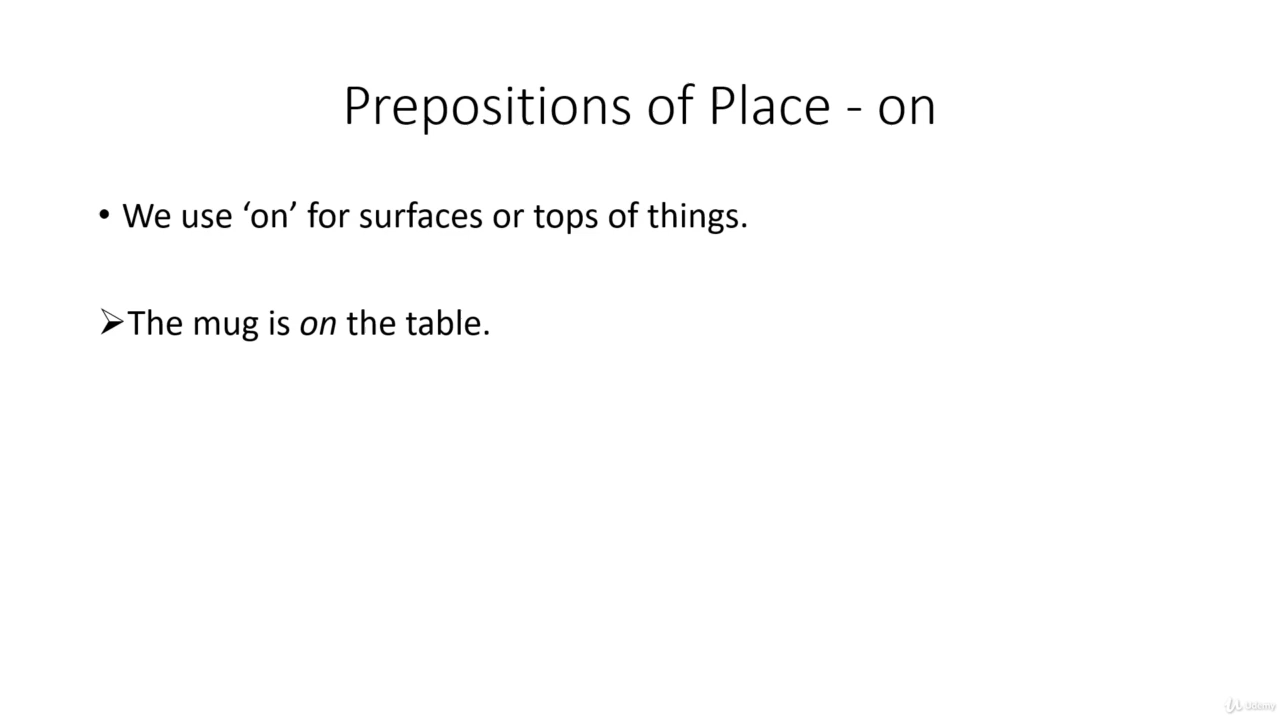 Prepositions of Place - on
• We use ‘on’ for surfaces or tops of things.
➢The mug is on the table.
Udemy